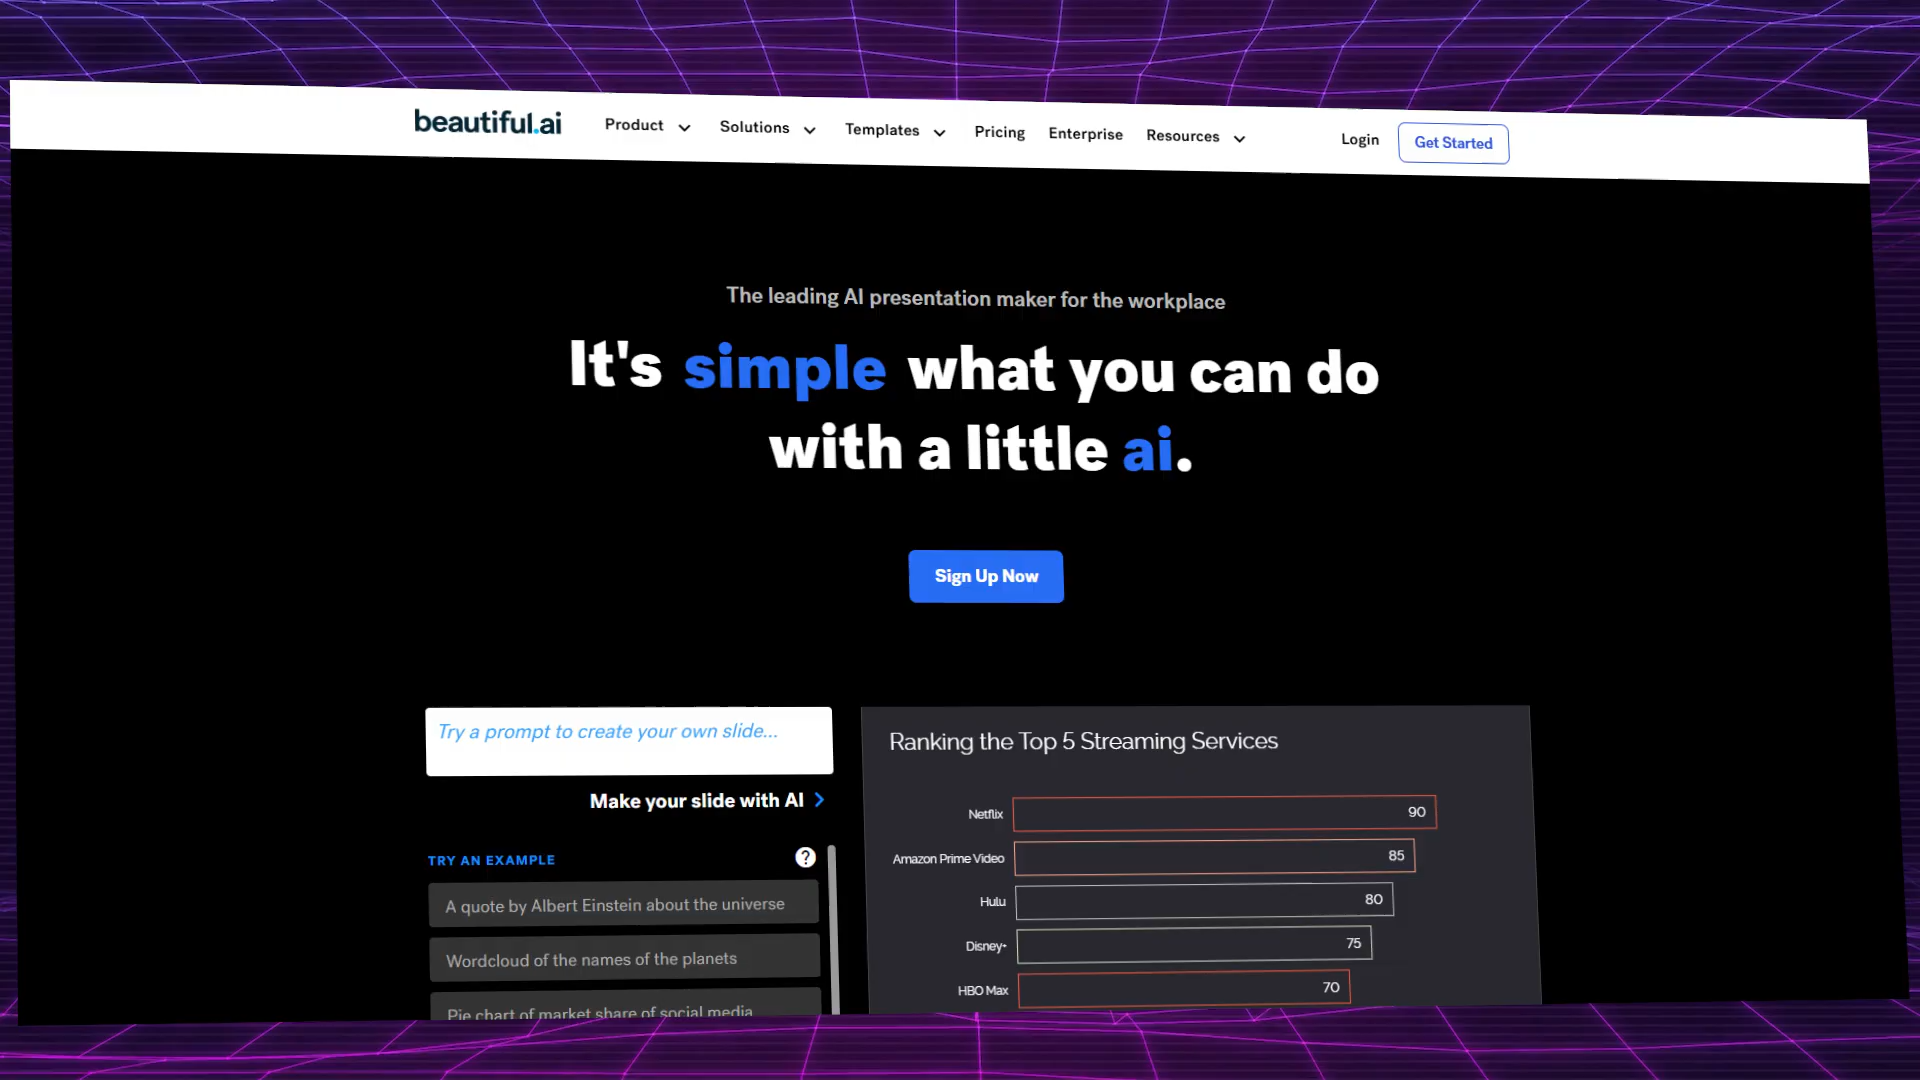 beautiful.ai
Product
Solutions
Templates
Pricing
Enterprise
Resources
Login
Get Started
The leading AI presentation maker for the workplace
It's simple what you can do
with a little ai.
Sign Up Now
Try a prompt to create your own slide...
Make your slide with AI
TRY AN EXAMPLE
?
A quote by Albert Einstein about the universe
Wordcloud of the names of the planets
Pie chart of market share of social media
Ranking the Top 5 Streaming Services
Netflix 90
Amazon Prime Video 85
Hulu 80
Disney+ 75
HBO Max 70